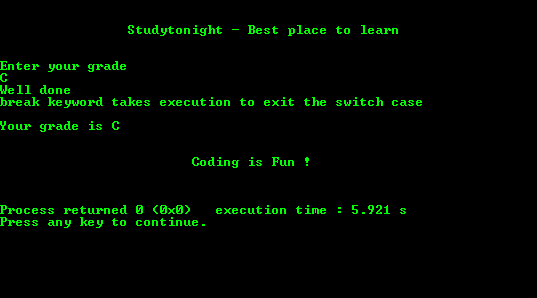 Studytonight - Best place to learn
Enter your grade
C
Well done
break keyword takes execution to exit the switch case
Your grade is C
Coding is Fun !
Process returned 0 (0x0)   execution time : 5.921 s
Press any key to continue.